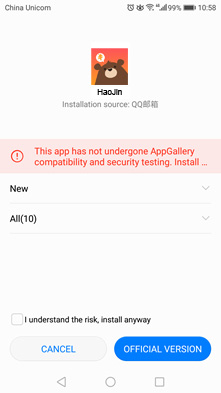 China Unicorn 99% 10:58
HaoJin
Installation source: QQ邮箱
This app has not undergone AppGallery
compatibility and security testing. Install ...
New
All(10)
I understand the risk, install anyway
CANCEL OFFICIAL VERSION